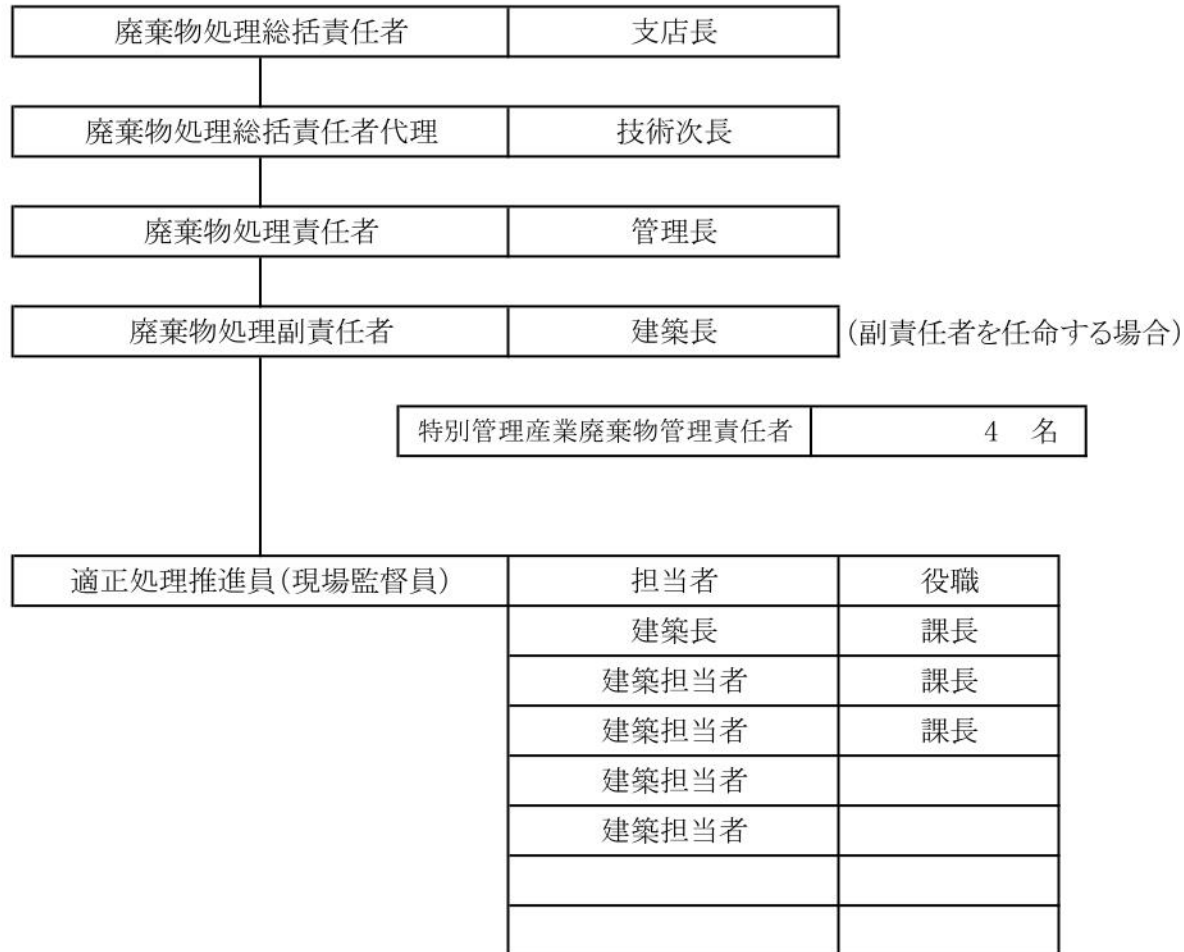 廃棄物処理総括責任者 支店長
廃棄物処理総括責任者代理 技術次長
廃棄物処理責任者 管理長
廃棄物処理副責任者 建築長 (副責任者を任命する場合)
特別管理産業廃棄物管理責任者 4 名
適正処理推進員(現場監督員) 担当者 役職
建築長 課長
建築担当者 課長
建築担当者 課長
建築担当者
建築担当者